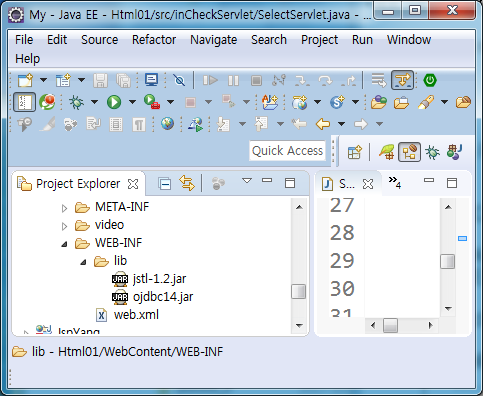 My - Java EE - Html01/src/inCheckServlet/SelectServlet.java - ...
File Edit Source Refactor Navigate Search Project Run Window
Help
Quick Access
Project Explorer
META-INF
video
WEB-INF
lib
jstl-1.2.jar
ojdbc14.jar
web.xml
JspYang
S...
4
27
28
29
30
31
lib - Html01/WebContent/WEB-INF